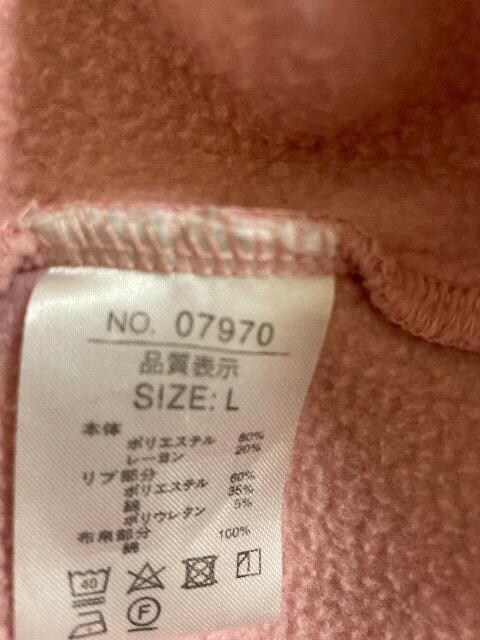 NO. 07970
品質表示
SIZE: L
本体
ポリエステル 80%
レーヨン 20%
リブ部分
ポリエステル 60%
綿 35%
ポリウレタン 5%
布帛部分
綿 100%
40
F